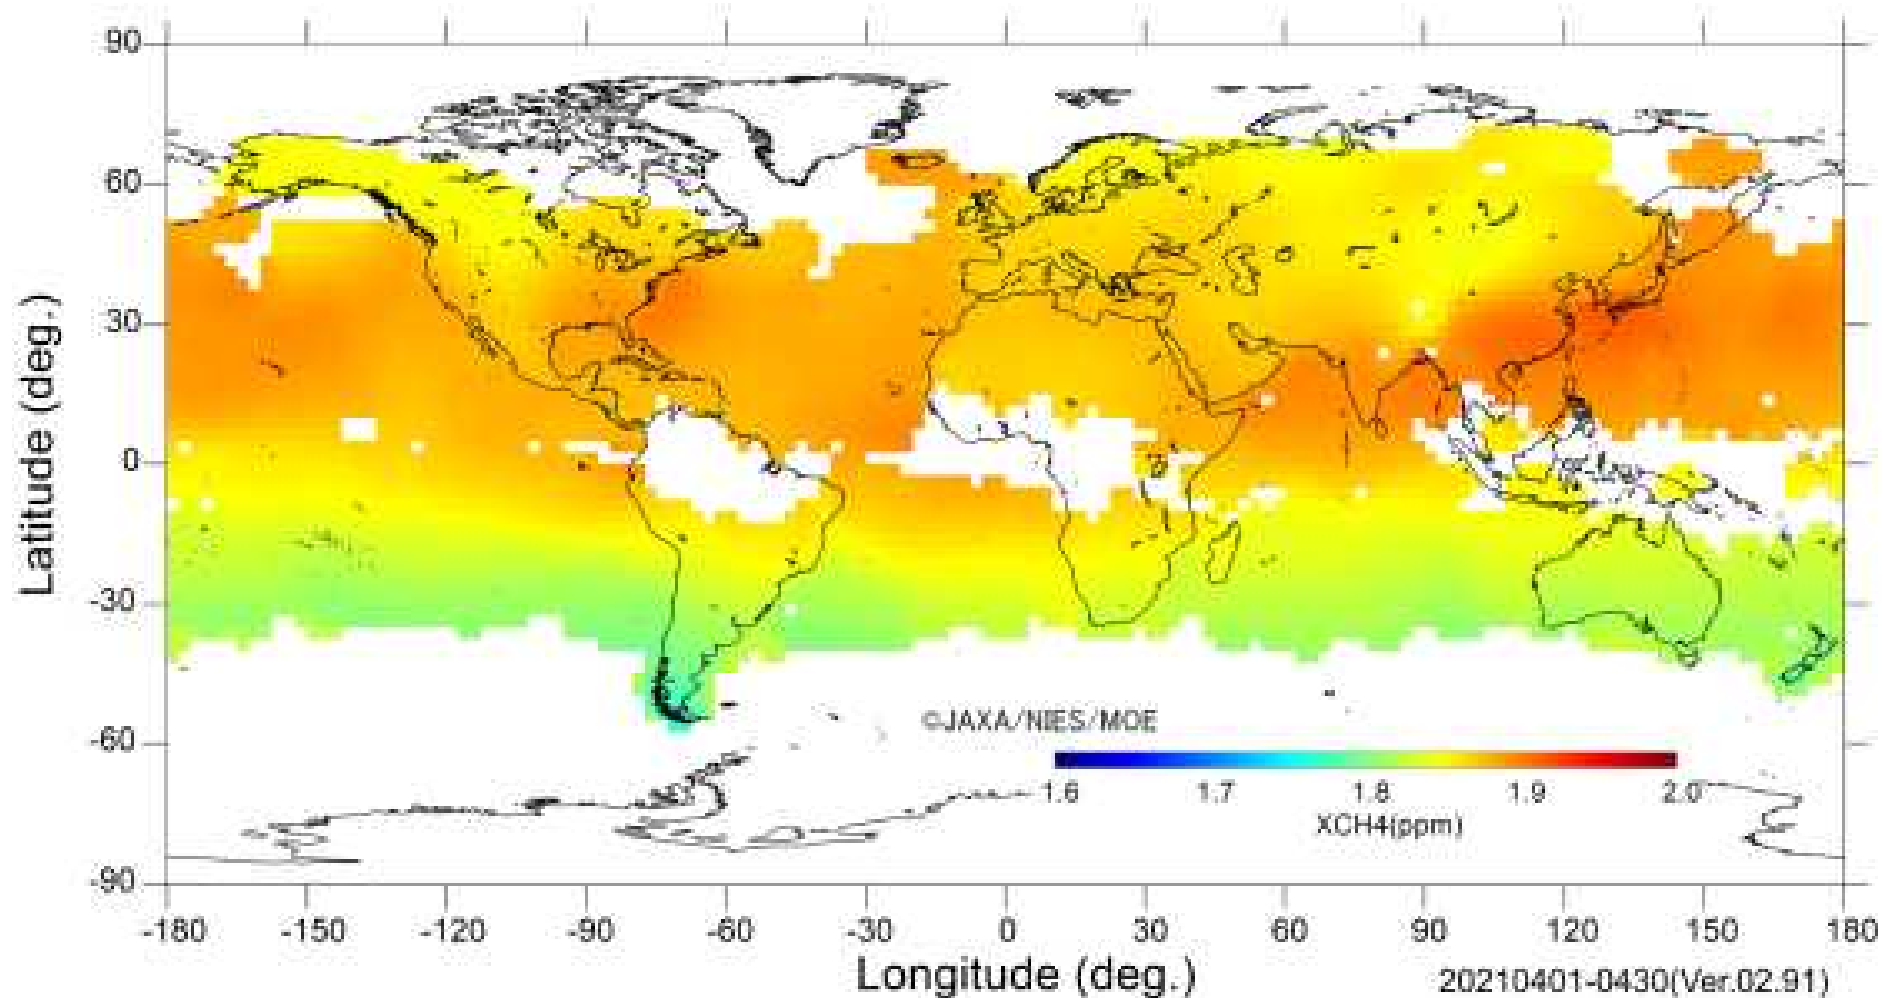 90
60
30
0
-30
-60
-90
Latitude (deg.)
©JAXA/NIES/MOE
1.6 1.7 1.8 1.9 2.0
XCH4(ppm)
-180 -150 -120 -90 -60 -30 0 30 60 90 120 150 180
Longitude (deg.)
20210401-0430(Ver.02.91)